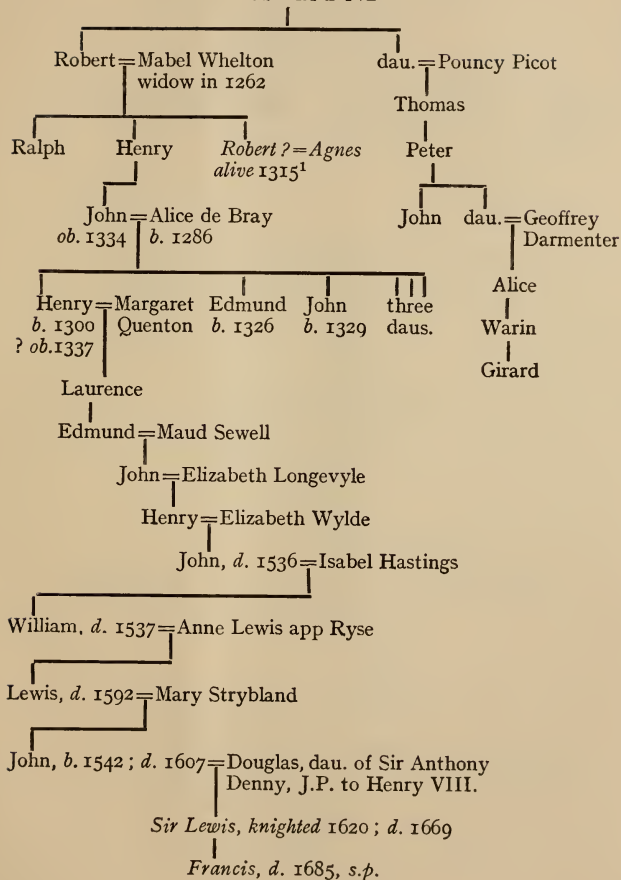 Robert = Mabel Whelton dau. = Pouncy Picot
widow in 1262
Thomas
Ralph Henry Robert ? = Agnes Peter
alive 1315¹
John = Alice de Bray John dau. = Geoffrey
ob. 1334 b. 1286 Darmenter
Henry = Margaret Edmund John three Alice
b. 1300 Quenton b. 1326 b. 1329 daus. Warin
? ob. 1337
Girard
Laurence
Edmund = Maud Sewell
John = Elizabeth Longevyle
Henry = Elizabeth Wylde
John, d. 1536 = Isabel Hastings
William, d. 1537 = Anne Lewis app Ryse
Lewis, d. 1592 = Mary Strybland
John, b. 1542 ; d. 1607 = Douglas, dau. of Sir Anthony
Denny, J.P. to Henry VIII.
Sir Lewis, knighted 1620 ; d. 1669
Francis, d. 1685, s.p.